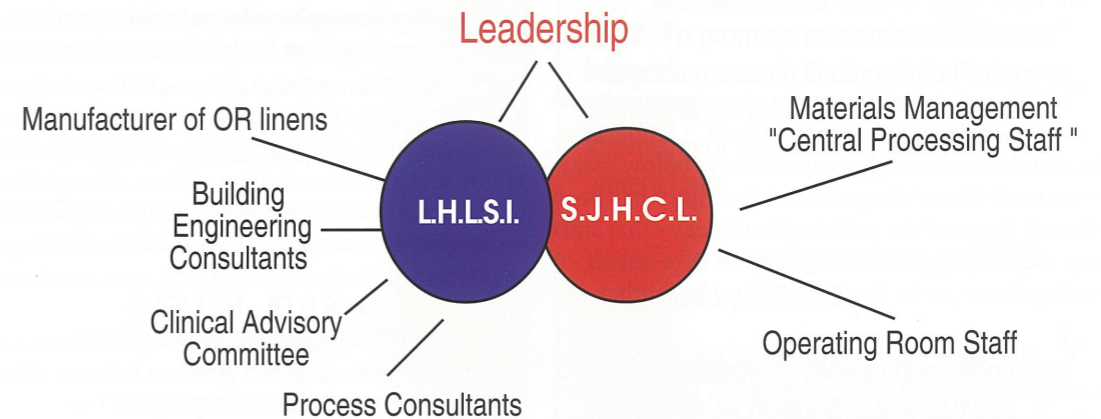 Leadership
Manufacturer of OR linens
Building
Engineering
Consultants
Clinical Advisory
Committee
Process Consultants
L.H.L.S.I.
S.J.H.C.L.
Materials Management
"Central Processing Staff "
Operating Room Staff